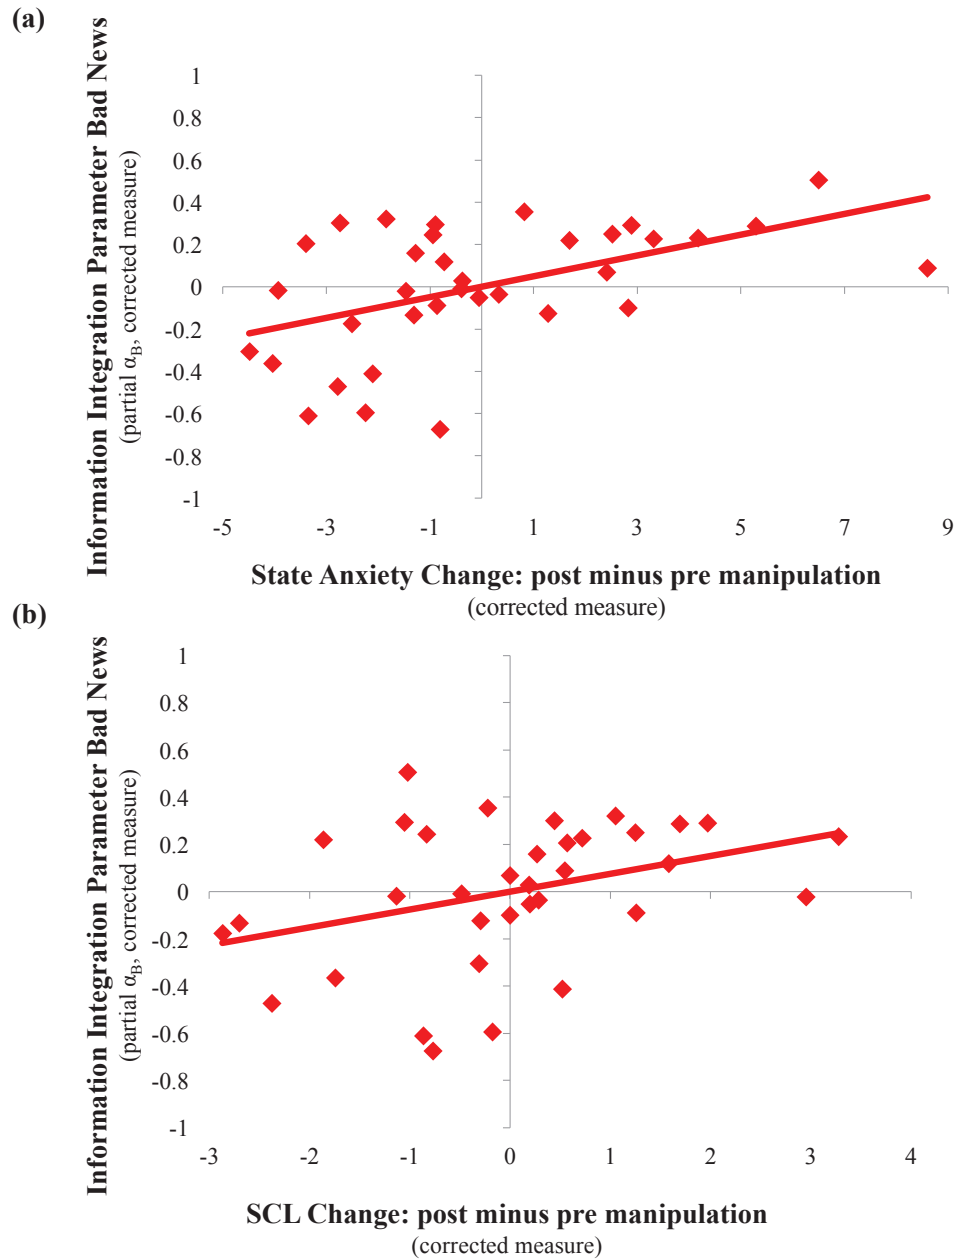 (a)
Information Integration Parameter Bad News
(partial αB, corrected measure)
1
0.8
0.6
0.4
0.2
0
-0.2
-0.4
-0.6
-0.8
-1
-5 -3 -1 1 3 5 7 9
State Anxiety Change: post minus pre manipulation
(corrected measure)
(b)
Information Integration Parameter Bad News
(partial αB, corrected measure)
1
0.8
0.6
0.4
0.2
0
-0.2
-0.4
-0.6
-0.8
-1
-3 -2 -1 0 1 2 3 4
SCL Change: post minus pre manipulation
(corrected measure)